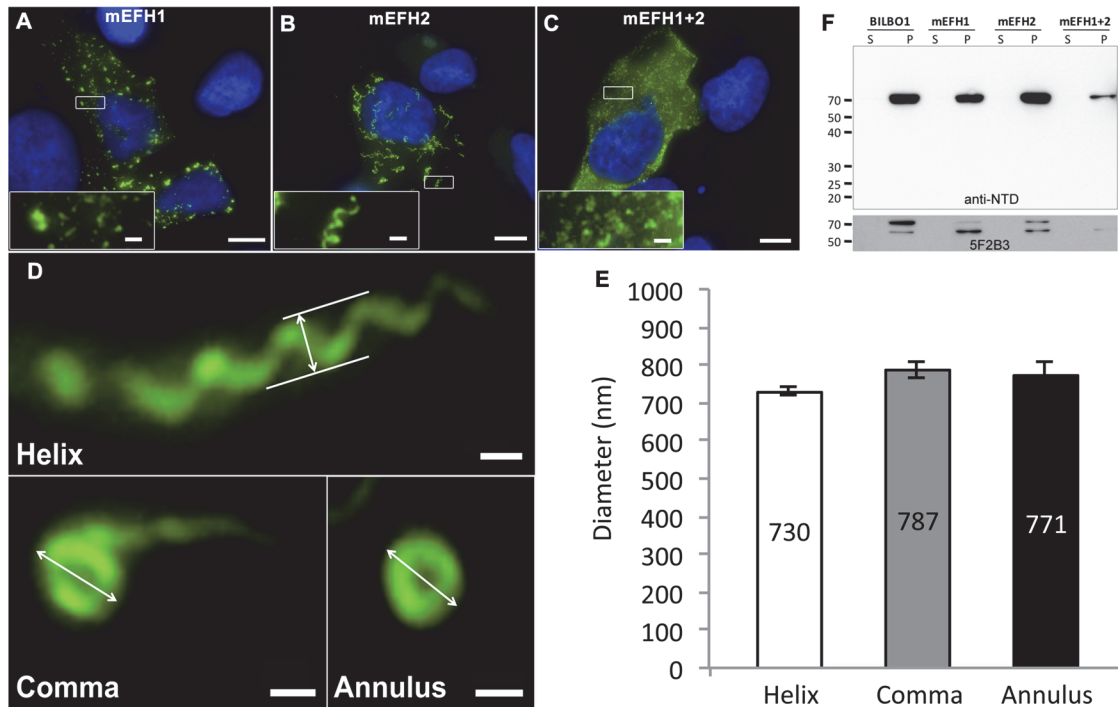 A
mEFH1
B
mEFH2
C
mEFH1+2
F
BILBO1 mEFH1 mEFH2 mEFH1+2
S P S P S P S P
70
50
40
30
25
20
anti-NTD
70
50
5F2B3
D
Helix
Comma
Annulus
E
1000
900
800
700
600
500
400
300
200
100
0
Diameter (nm)
730
787
771
Helix Comma Annulus